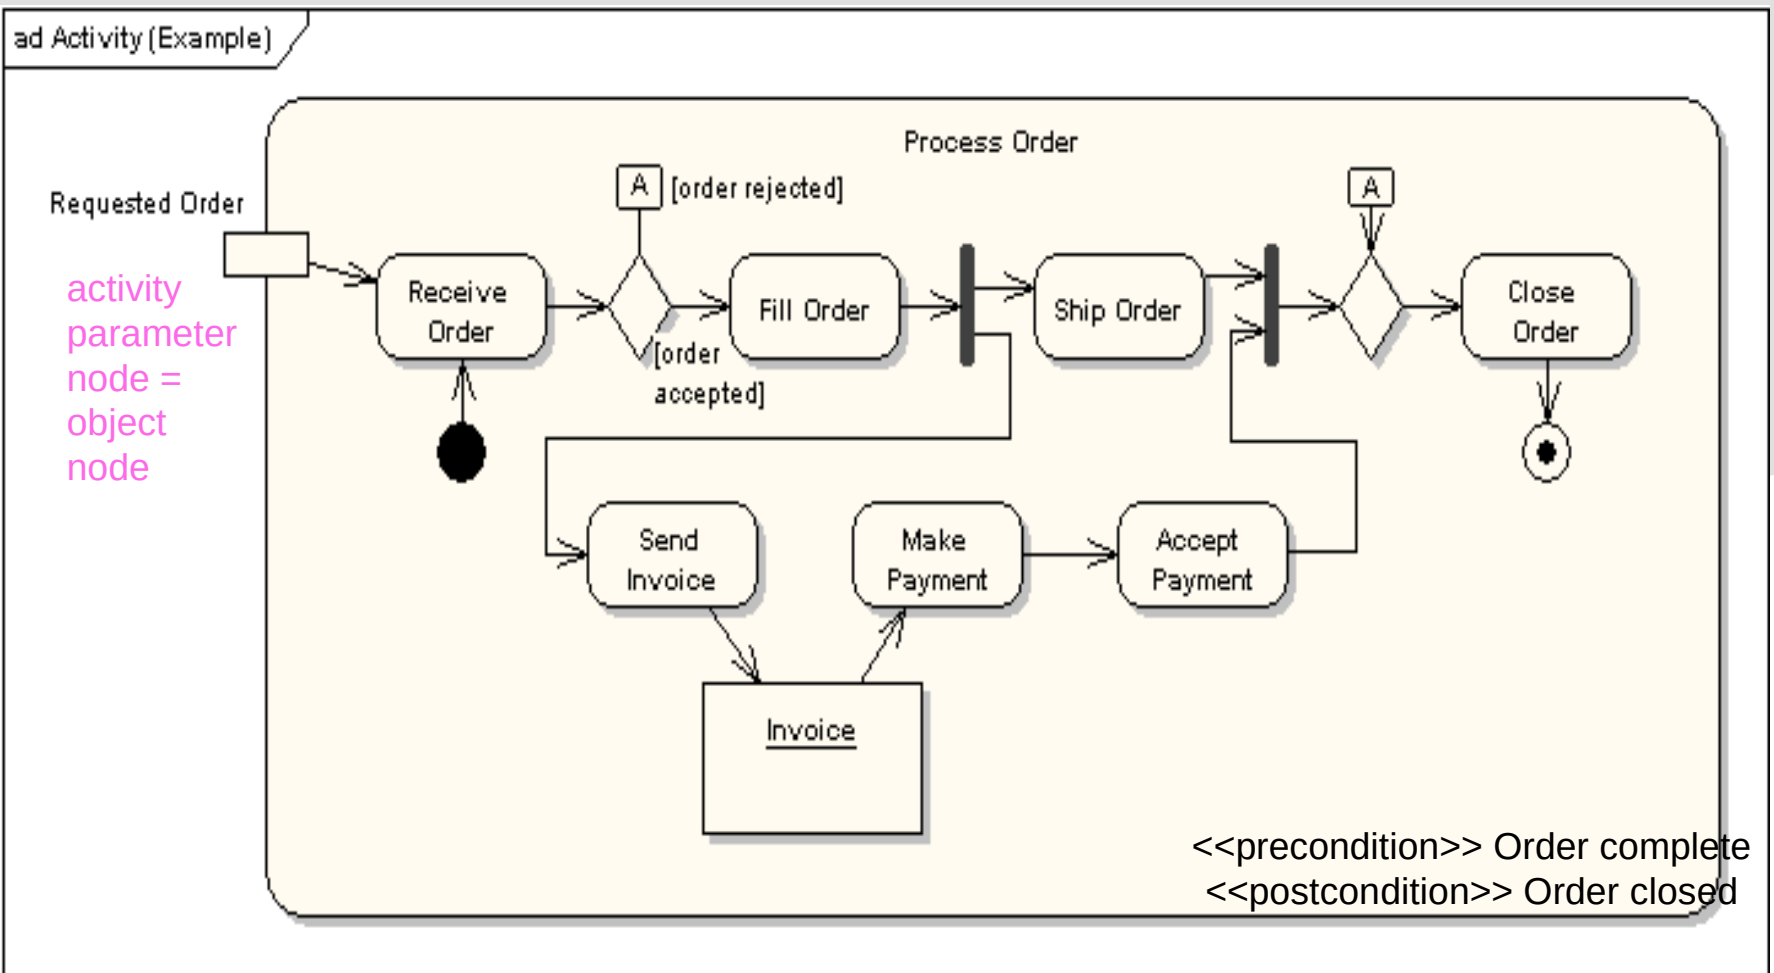 ad Activity (Example)
Process Order
Requested Order
A
[order rejected]
A
activity
parameter
node =
object
node
Receive
Order
Fill Order
[order
accepted]
Ship Order
Close
Order
Send
Invoice
Make
Payment
Accept
Payment
Invoice
<<precondition>> Order complete
<<postcondition>> Order closed